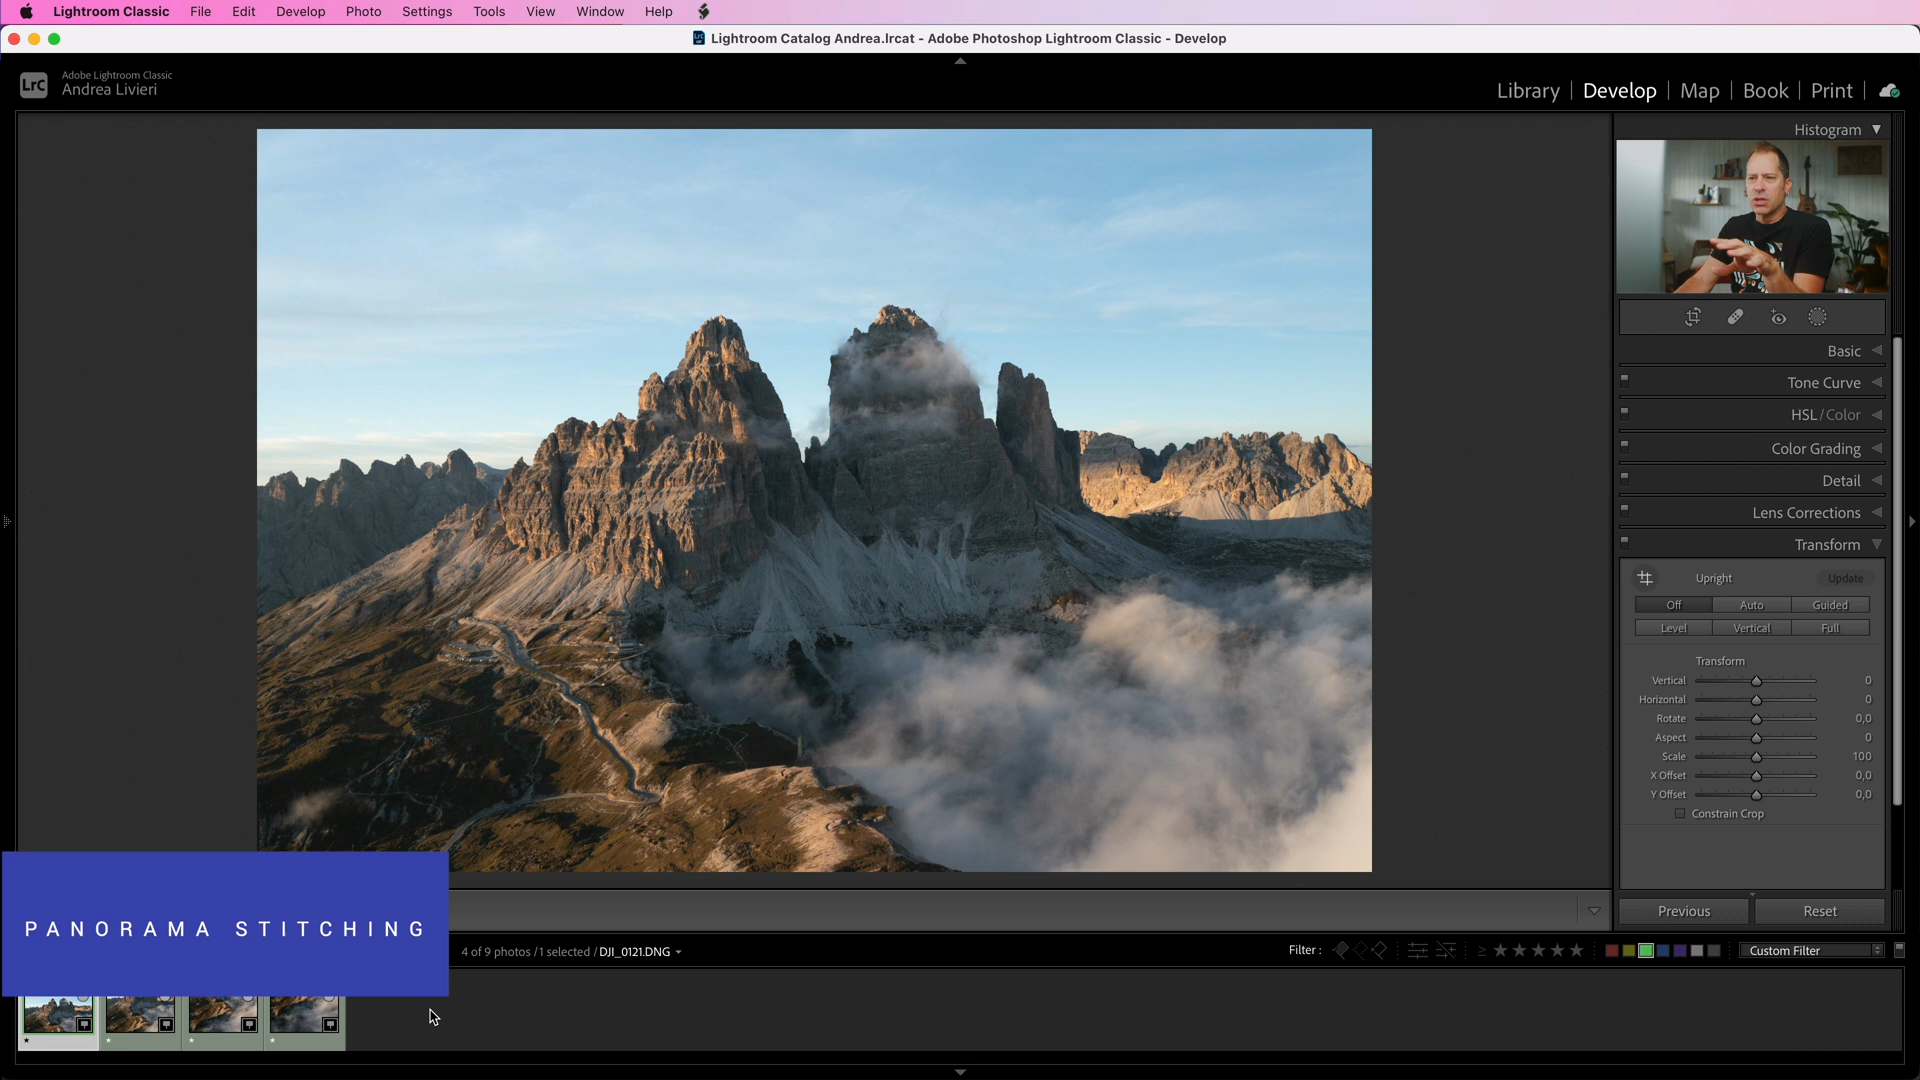 Lightroom Classic File Edit Develop Photo Settings Tools View Window Help
Lightroom Catalog Andrea.lrcat - Adobe Photoshop Lightroom Classic - Develop
LrC
Adobe Lightroom Classic
Andrea Livieri
Library | Develop | Map | Book | Print |
Histogram
Basic
Tone Curve
HSL / Color
Color Grading
Detail
Lens Corrections
Transform
Upright Update
Off Auto Guided
Level Vertical Full
Transform
Vertical 0
Horizontal 0
Rotate 0,0
Aspect 0
Scale 100
X Offset 0,0
Y Offset 0,0
Constrain Crop
Previous Reset
PANORAMA STITCHING
4 of 9 photos / 1 selected / DJI_0121.DNG
Filter : ≥ ★★★★★ Custom Filter